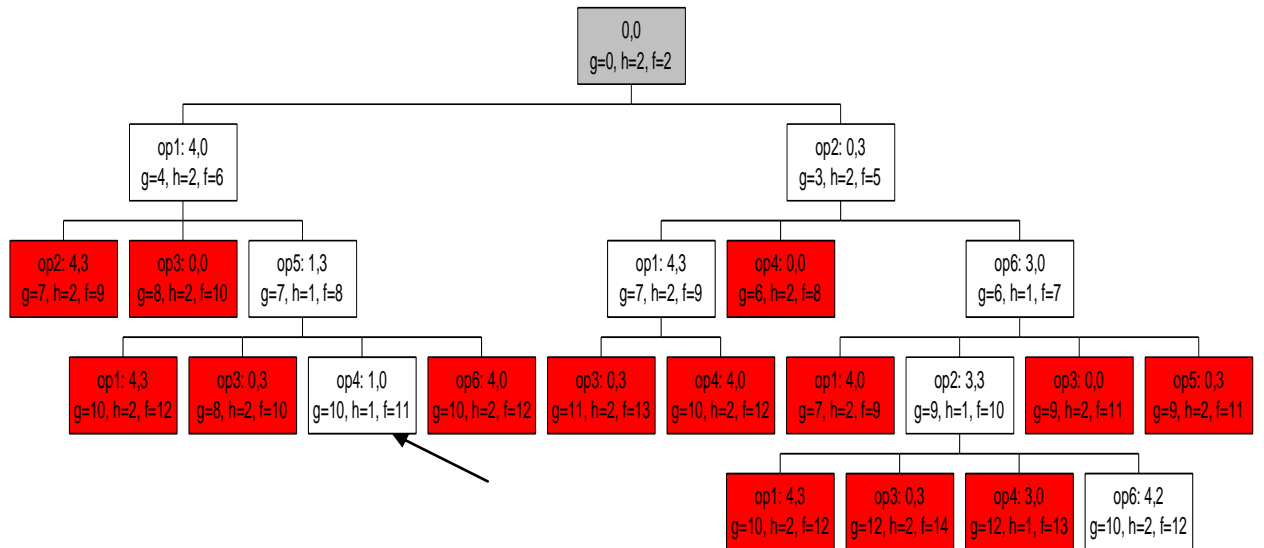 0,0
g=0, h=2, f=2
op1: 4,0
g=4, h=2, f=6
op2: 0,3
g=3, h=2, f=5
op2: 4,3
g=7, h=2, f=9
op3: 0,0
g=8, h=2, f=10
op5: 1,3
g=7, h=1, f=8
op1: 4,3
g=7, h=2, f=9
op4: 0,0
g=6, h=2, f=8
op6: 3,0
g=6, h=1, f=7
op1: 4,3
g=10, h=2, f=12
op3: 0,3
g=8, h=2, f=10
op4: 1,0
g=10, h=1, f=11
op6: 4,0
g=10, h=2, f=12
op3: 0,3
g=11, h=2, f=13
op4: 4,0
g=10, h=2, f=12
op1: 4,0
g=7, h=2, f=9
op2: 3,3
g=9, h=1, f=10
op3: 0,0
g=9, h=2, f=11
op5: 0,3
g=9, h=2, f=11
op1: 4,3
g=10, h=2, f=12
op3: 0,3
g=12, h=2, f=14
op4: 3,0
g=12, h=1, f=13
op6: 4,2
g=10, h=2, f=12